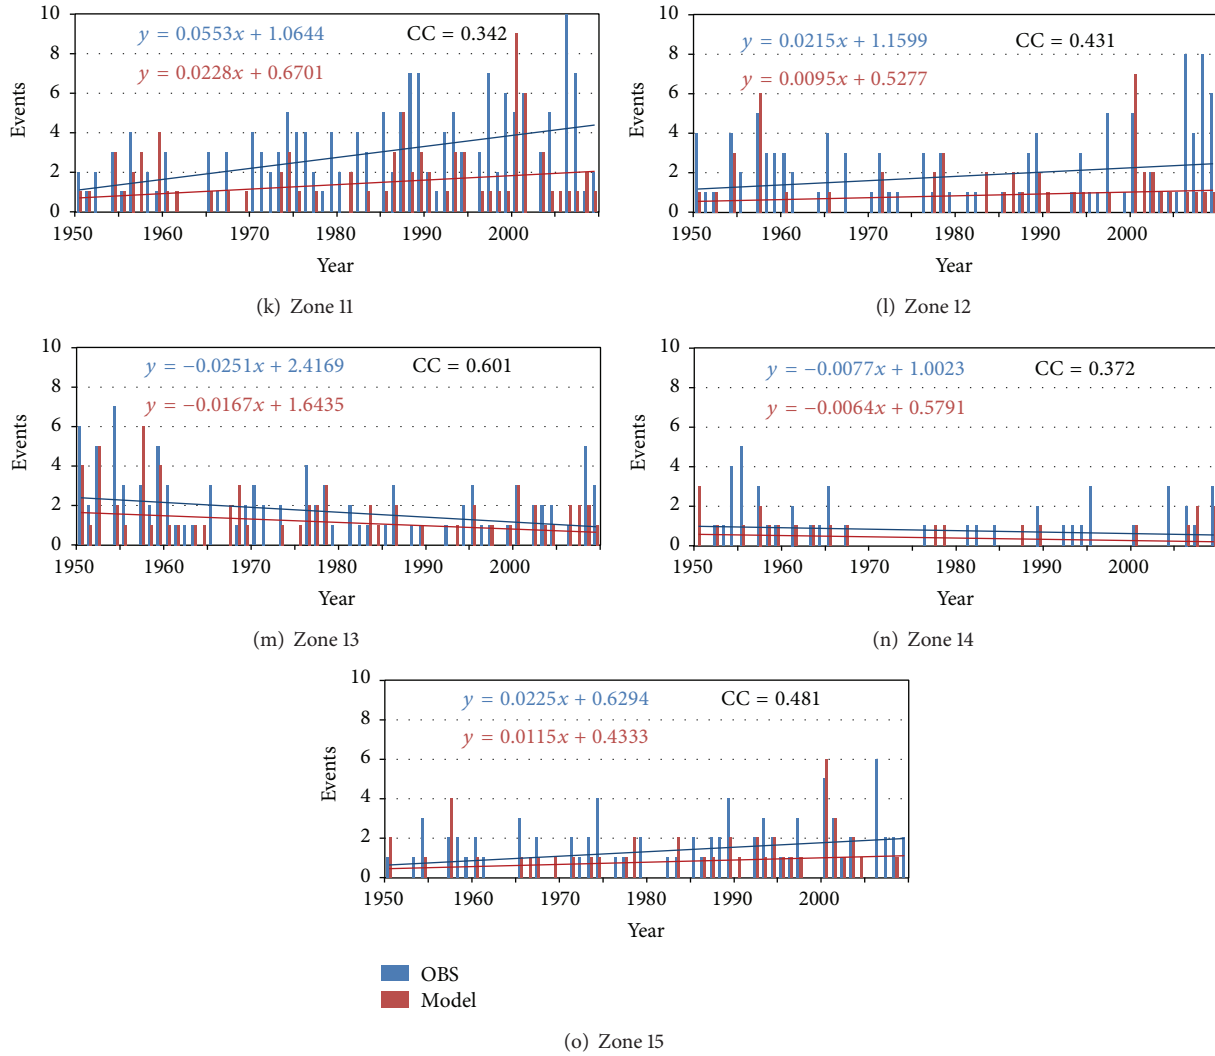 10
8
6
4
2
0
Events
y = 0.0553x + 1.0644
CC = 0.342
y = 0.0228x + 0.6701
1950 1960 1970 1980 1990 2000
Year
(k) Zone 11
10
8
6
4
2
0
Events
y = 0.0215x + 1.1599
CC = 0.431
y = 0.0095x + 0.5277
1950 1960 1970 1980 1990 2000
Year
(l) Zone 12
10
8
6
4
2
0
Events
y = −0.0251x + 2.4169
CC = 0.601
y = −0.0167x + 1.6435
1950 1960 1970 1980 1990 2000
Year
(m) Zone 13
10
8
6
4
2
0
Events
y = −0.0077x + 1.0023
CC = 0.372
y = −0.0064x + 0.5791
1950 1960 1970 1980 1990 2000
Year
(n) Zone 14
10
8
6
4
2
0
Events
y = 0.0225x + 0.6294
CC = 0.481
y = 0.0115x + 0.4333
1950 1960 1970 1980 1990 2000
Year
OBS
Model
(o) Zone 15